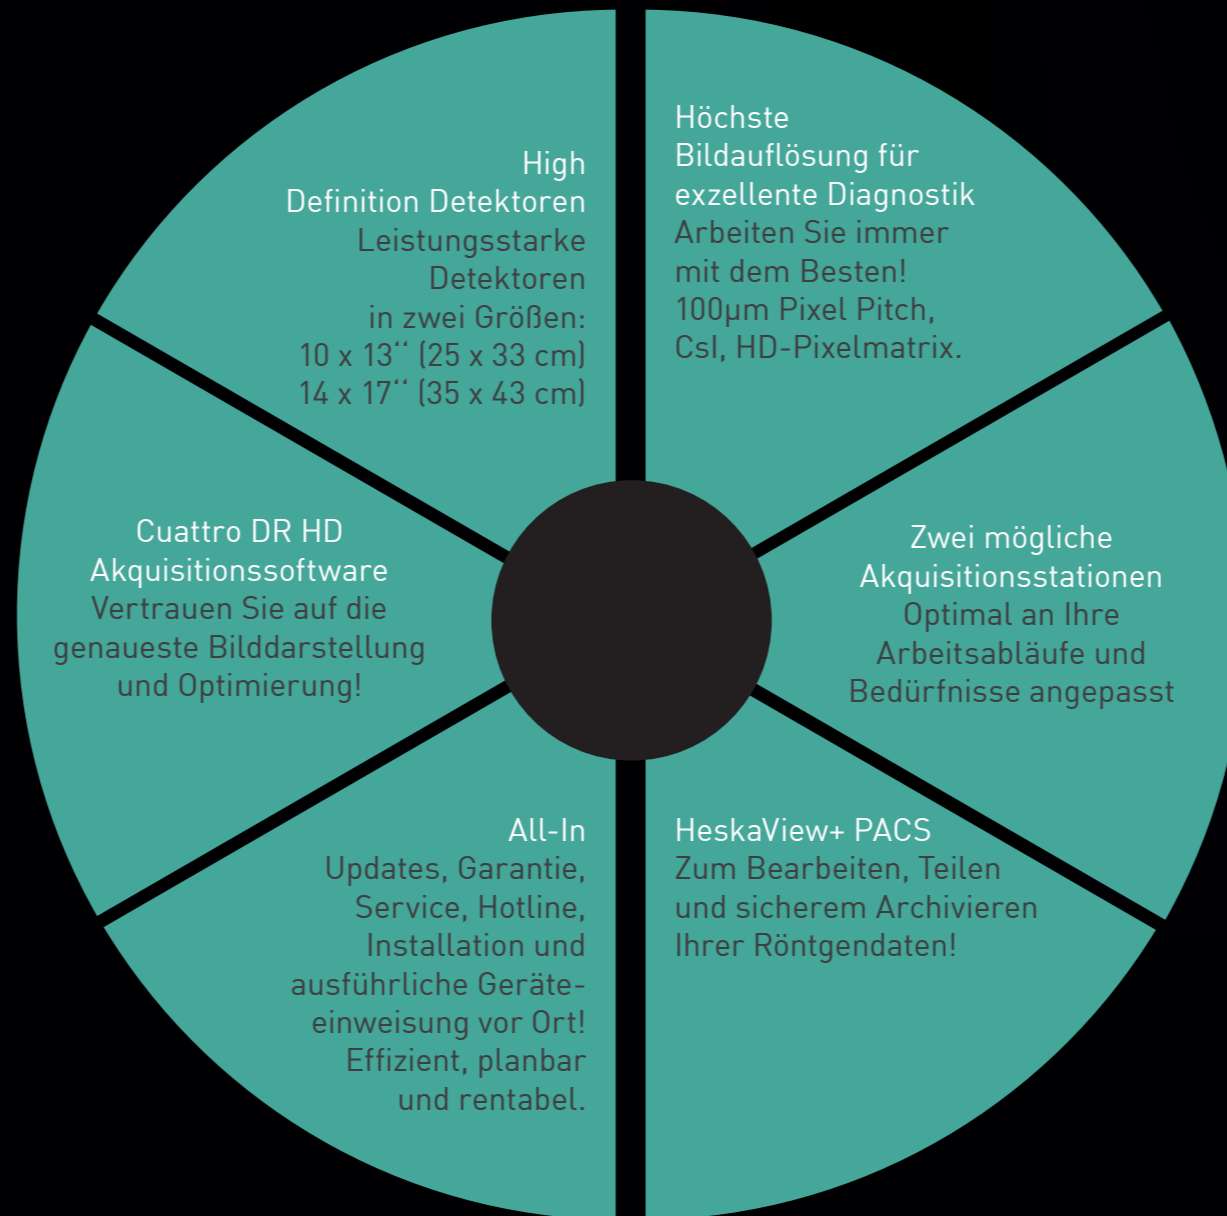 High
Definition Detektoren
Leistungsstarke
Detektoren
in zwei Größen:
10 x 13‘‘ (25 x 33 cm)
14 x 17‘‘ (35 x 43 cm)
Höchste
Bildauflösung für
exzellente Diagnostik
Arbeiten Sie immer
mit dem Besten!
100µm Pixel Pitch,
CsI, HD-Pixelmatrix.
Cuattro DR HD
Akquisitionssoftware
Vertrauen Sie auf die
genaueste Bilddarstellung
und Optimierung!
Zwei mögliche
Akquisitionsstationen
Optimal an Ihre
Arbeitsabläufe und
Bedürfnisse angepasst
All-In
Updates, Garantie,
Service, Hotline,
Installation und
ausführliche Geräte-
einweisung vor Ort!
Effizient, planbar
und rentabel.
HeskaView+ PACS
Zum Bearbeiten, Teilen
und sicherem Archivieren
Ihrer Röntgendaten!